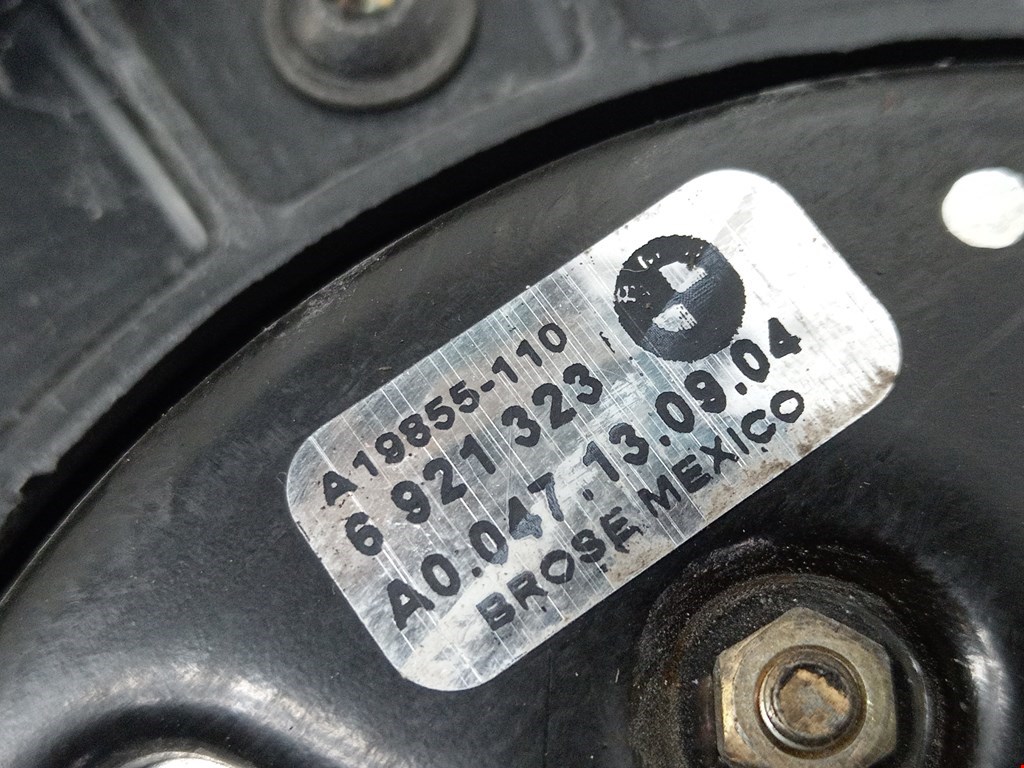 A19855-110
6 921 323
A0.047.13.09.04
BROSE MEXICO